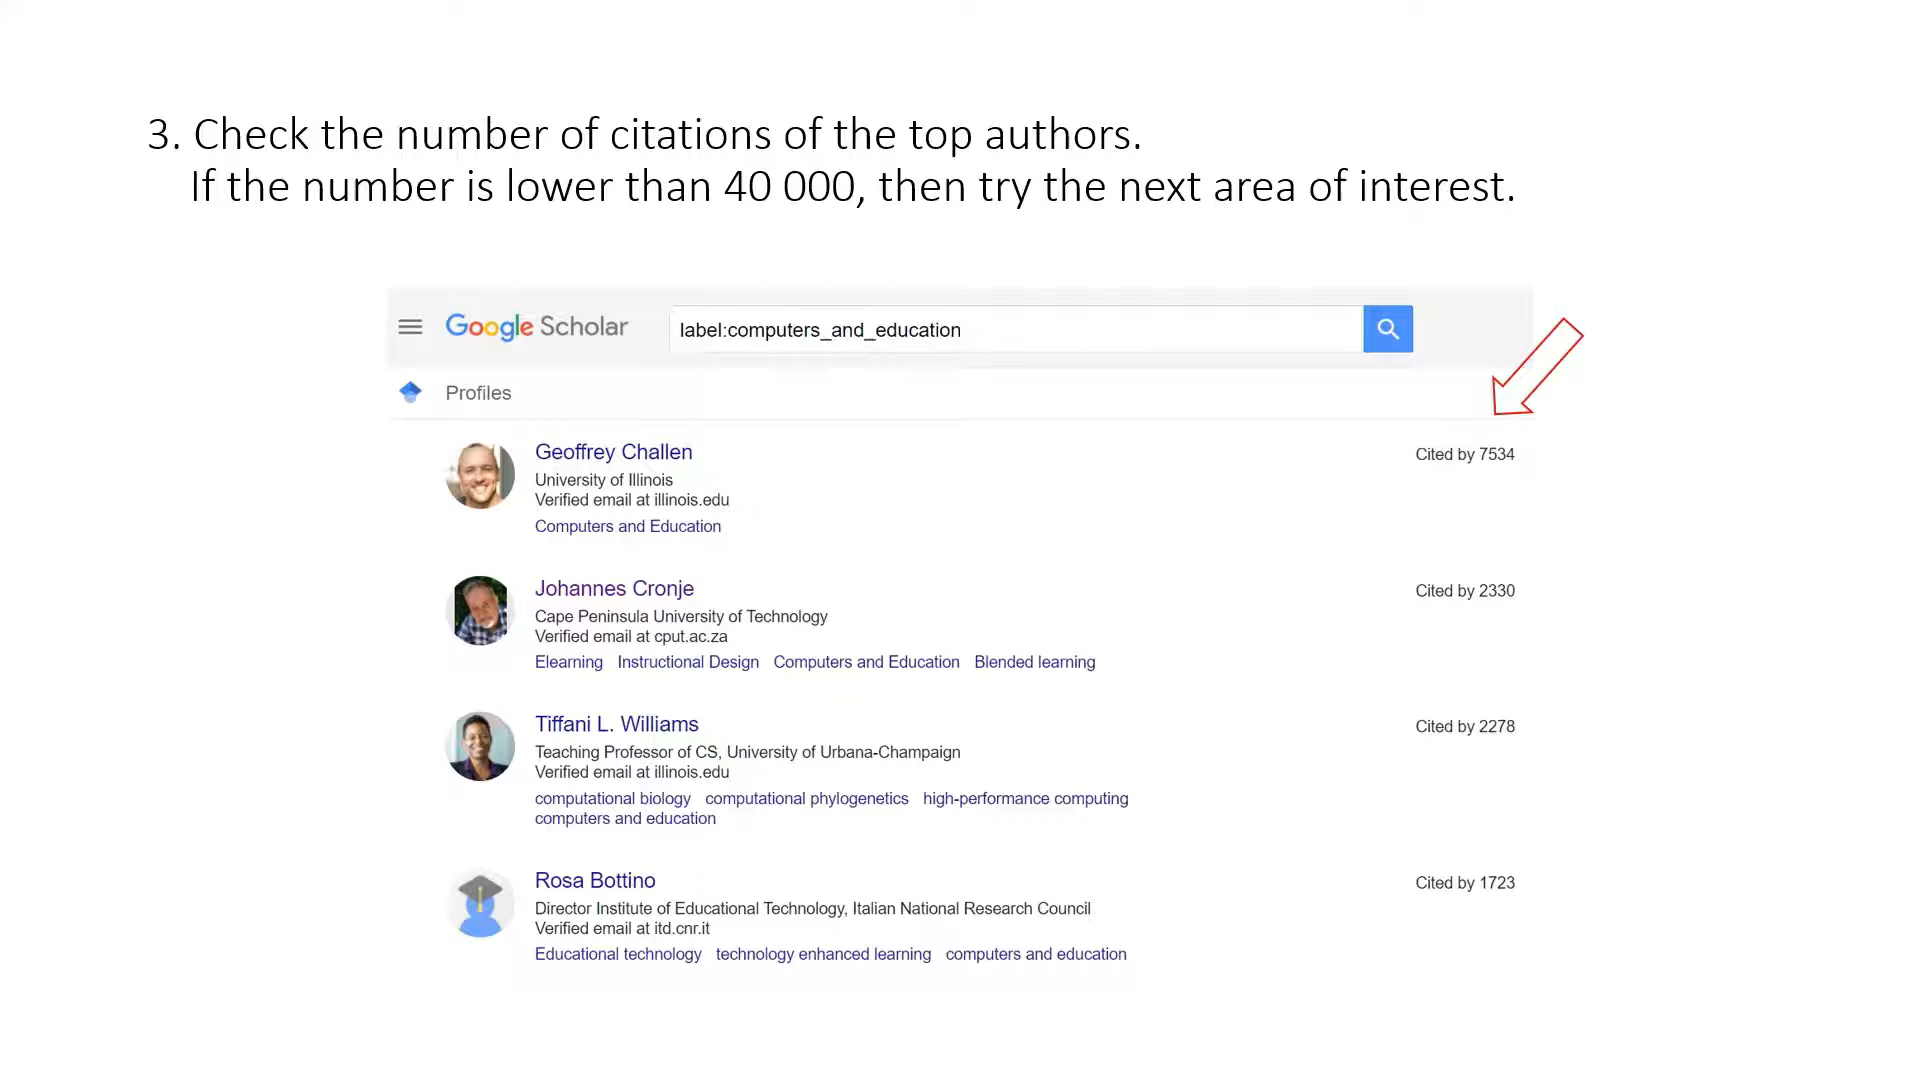 3. Check the number of citations of the top authors.
If the number is lower than 40 000, then try the next area of interest.
Google Scholar
label:computers_and_education
Profiles
Geoffrey Challen
Cited by 7534
University of Illinois
Verified email at illinois.edu
Computers and Education
Johannes Cronje
Cited by 2330
Cape Peninsula University of Technology
Verified email at cput.ac.za
Elearning Instructional Design Computers and Education Blended learning
Tiffani L. Williams
Cited by 2278
Teaching Professor of CS, University of Urbana-Champaign
Verified email at illinois.edu
computational biology computational phylogenetics high-performance computing
computers and education
Rosa Bottino
Cited by 1723
Director Institute of Educational Technology, Italian National Research Council
Verified email at itd.cnr.it
Educational technology technology enhanced learning computers and education